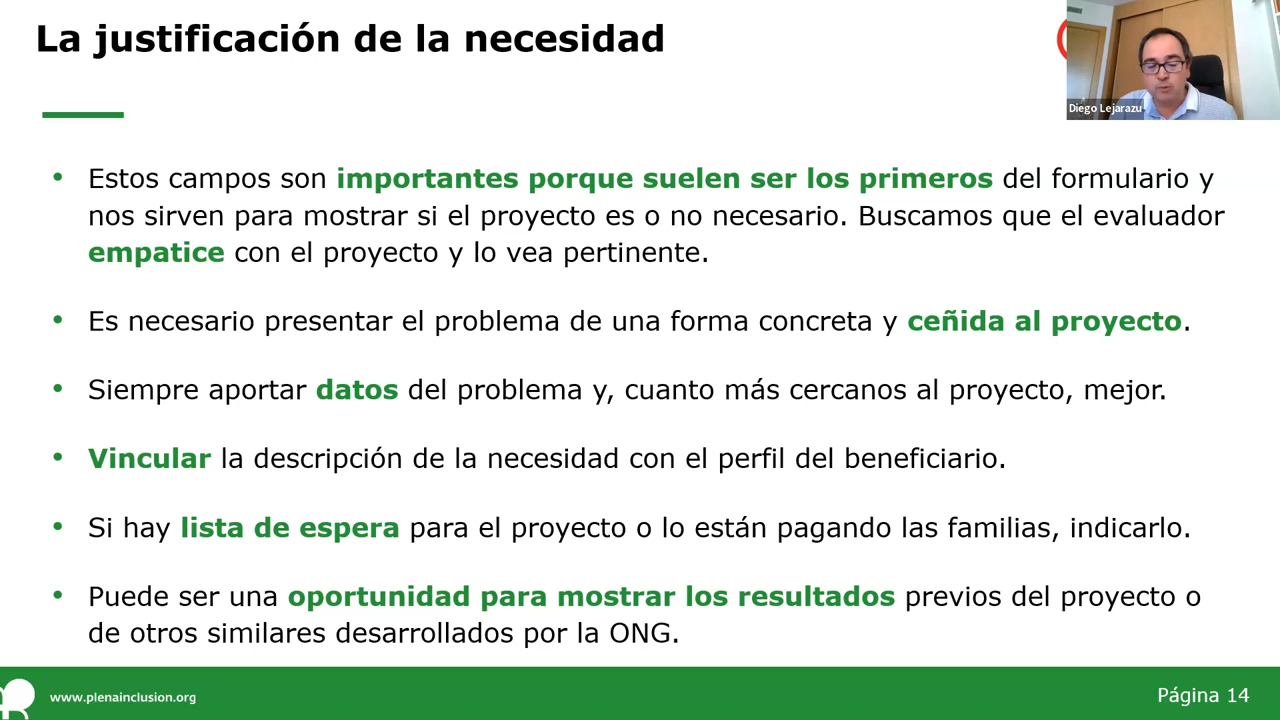 La justificación de la necesidad
Diego Lejarazu
• Estos campos son importantes porque suelen ser los primeros del formulario y
nos sirven para mostrar si el proyecto es o no necesario. Buscamos que el evaluador
empatice con el proyecto y lo vea pertinente.
• Es necesario presentar el problema de una forma concreta y ceñida al proyecto.
• Siempre aportar datos del problema y, cuanto más cercanos al proyecto, mejor.
• Vincular la descripción de la necesidad con el perfil del beneficiario.
• Si hay lista de espera para el proyecto o lo están pagando las familias, indicarlo.
• Puede ser una oportunidad para mostrar los resultados previos del proyecto o
de otros similares desarrollados por la ONG.
www.plenainclusion.org
Página 14